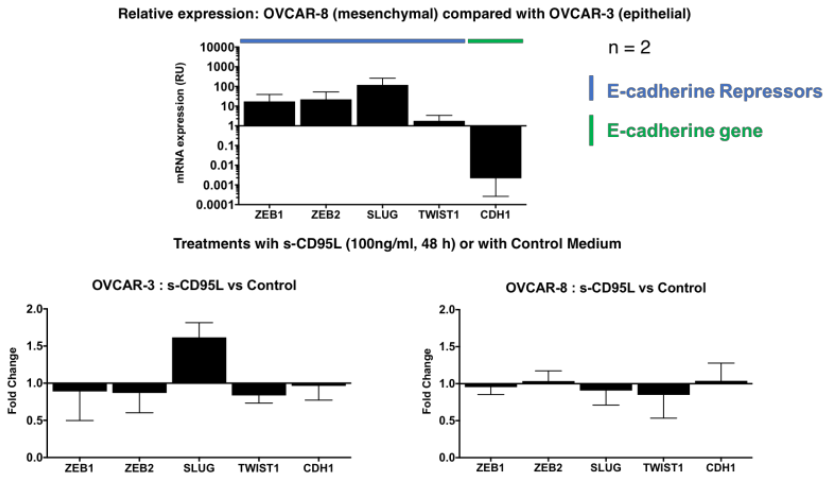 Relative expression: OVCAR-8 (mesenchymal) compared with OVCAR-3 (epithelial)
n = 2
E-cadherine Repressors
E-cadherine gene
mRNA expression (RU)
10000
1000
100
10
1
0.1
0.01
0.001
0.0001
ZEB1 ZEB2 SLUG TWIST1 CDH1
Treatments wih s-CD95L (100ng/ml, 48 h) or with Control Medium
OVCAR-3 : s-CD95L vs Control
Fold Change
2.0
1.5
1.0
0.5
0.0
ZEB1 ZEB2 SLUG TWIST1 CDH1
OVCAR-8 : s-CD95L vs Control
Fold Change
2.0
1.5
1.0
0.5
0.0
ZEB1 ZEB2 SLUG TWIST1 CDH1